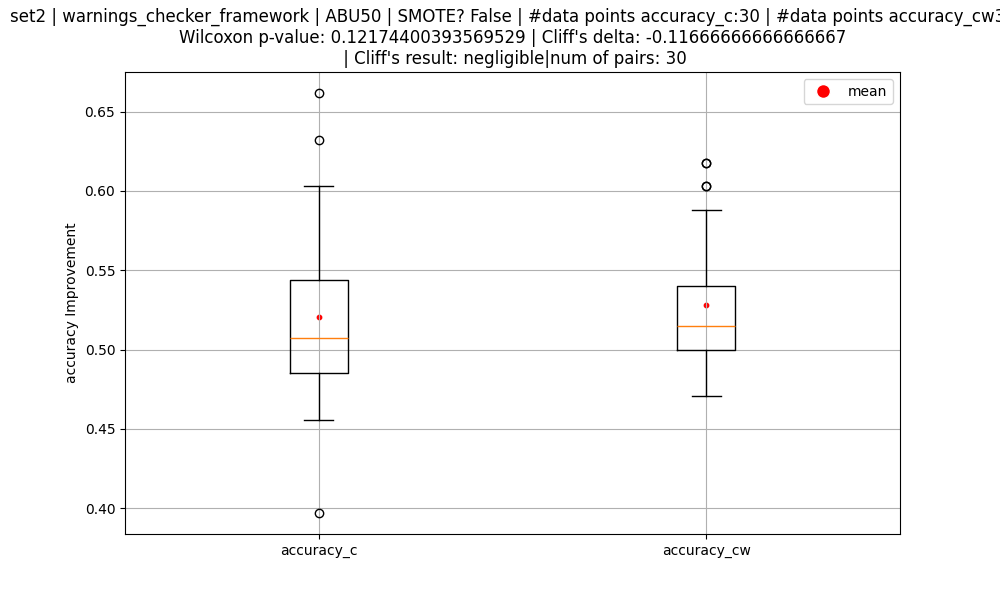 set2 | warnings_checker_framework | ABU50 | SMOTE? False | #data points accuracy_c:30 | #data points accuracy_cw3
Wilcoxon p-value: 0.12174400393569529 | Cliff's delta: -0.11666666666666667
| Cliff's result: negligible|num of pairs: 30
mean
0.65
0.60
0.55
0.50
0.45
0.40
accuracy Improvement
accuracy_c
accuracy_cw